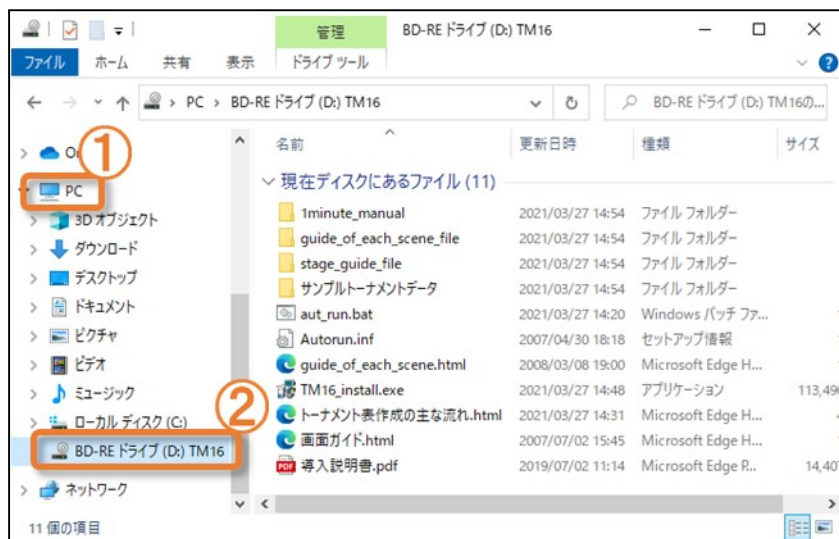 管理 BD-RE ドライブ (D:) TM16
ファイル ホーム 共有 表示 ドライブ ツール
PC › BD-RE ドライブ (D:) TM16 BD-RE ドライブ (D:) TM16の...
①
PC
3D オブジェクト
ダウンロード
デスクトップ
ドキュメント
ピクチャ
ビデオ
ミュージック
ローカル ディスク (C:)
②
BD-RE ドライブ (D:) TM16
ネットワーク
名前 更新日時 種類 サイズ
現在ディスクにあるファイル (11)
1minute_manual 2021/03/27 14:54 ファイル フォルダー
guide_of_each_scene_file 2021/03/27 14:54 ファイル フォルダー
stage_guide_file 2021/03/27 14:54 ファイル フォルダー
サンプルトーナメントデータ 2021/03/27 14:54 ファイル フォルダー
aut_run.bat 2021/03/27 14:20 Windows バッチ ファ...
Autorun.inf 2007/04/30 18:18 セットアップ情報
guide_of_each_scene.html 2008/03/08 19:00 Microsoft Edge H...
TM16_install.exe 2021/03/27 14:48 アプリケーション
トーナメント表作成の主な流れ.html 2021/03/27 14:31 Microsoft Edge H...
画面ガイド.html 2007/07/02 15:45 Microsoft Edge H...
PDF 導入説明書.pdf 2019/07/02 11:14 Microsoft Edge P...
11 個の項目